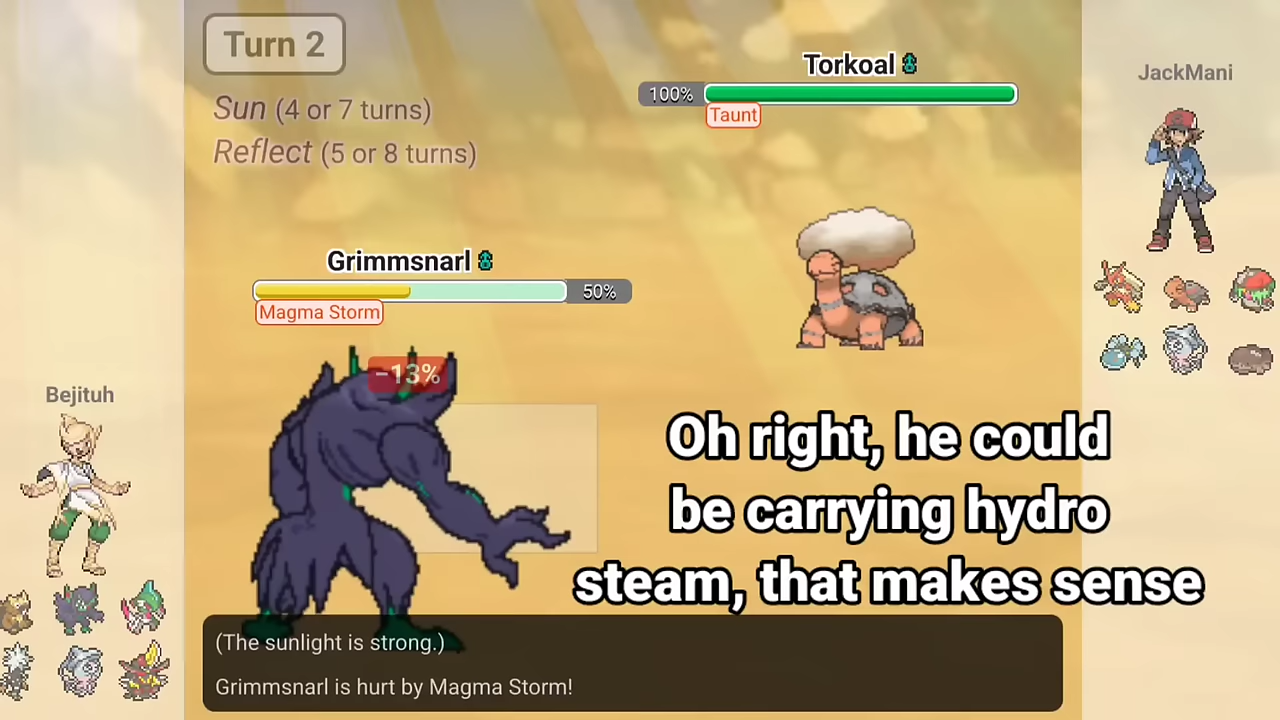 Turn 2
Sun (4 or 7 turns)
Reflect (5 or 8 turns)
Torkoal
100%
Taunt
JackMani
Grimmsnarl
50%
Magma Storm
−13%
Bejituh
Oh right, he could
be carrying hydro
steam, that makes sense
(The sunlight is strong.)
Grimmsnarl is hurt by Magma Storm!